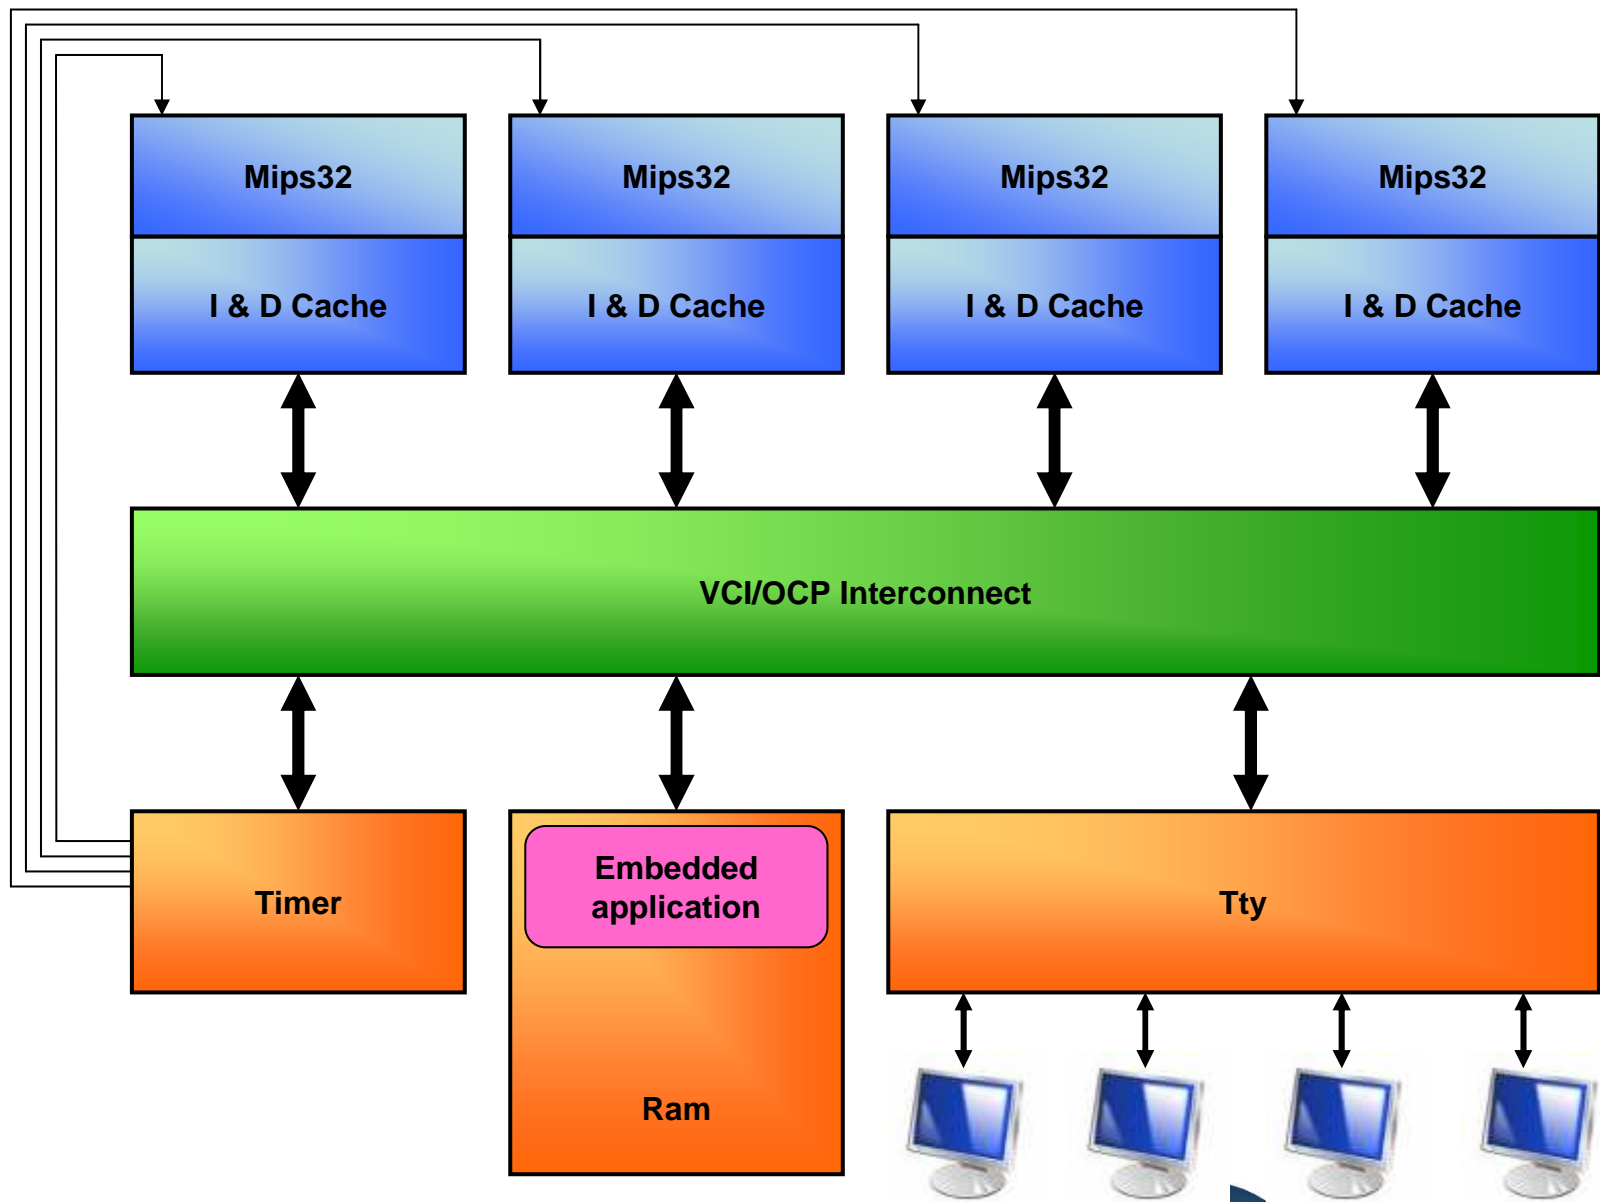 Mips32
Mips32
Mips32
Mips32
I & D Cache
I & D Cache
I & D Cache
I & D Cache
VCI/OCP Interconnect
Timer
Embedded
application
Ram
Tty